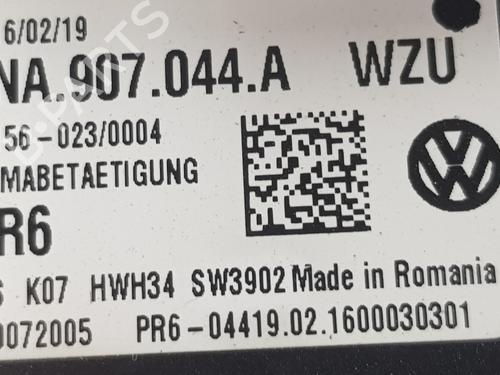 6/02/19
NA.907.044.A WZU
56-023/0004
MABETAETIGUNG
R6
K07 HWH34 SW3902 Made in Romania
0072005 PR6-04419.02.1600030301